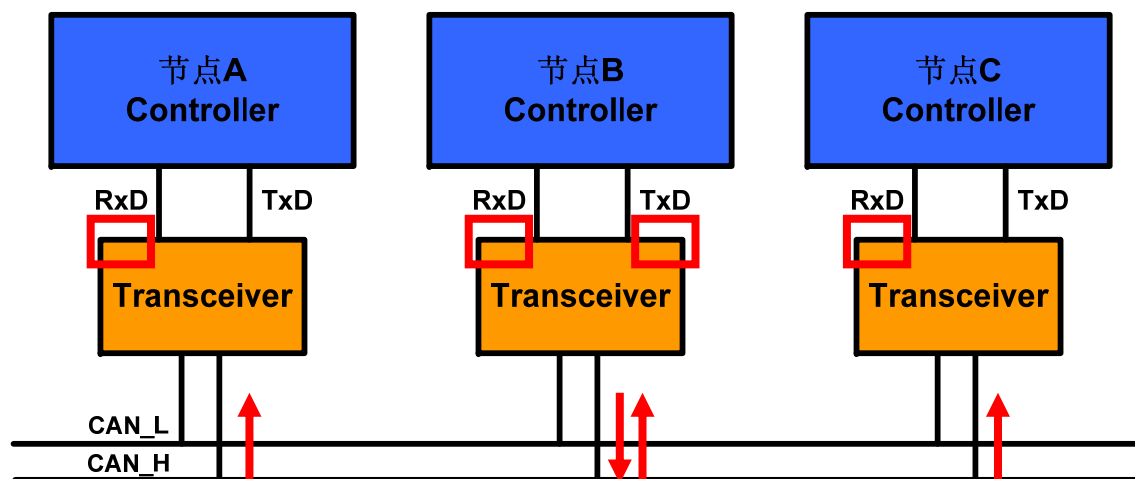 节点A
Controller
节点B
Controller
节点C
Controller
RxD
TxD
RxD
TxD
RxD
TxD
Transceiver
Transceiver
Transceiver
CAN_L
CAN_H